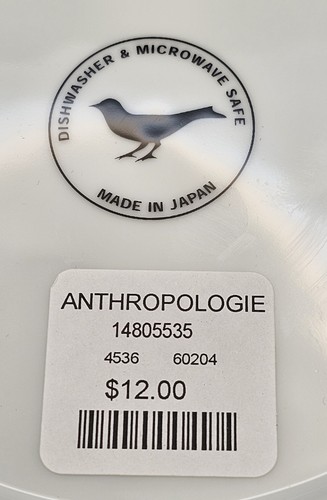 DISHWASHER & MICROWAVE SAFE
MADE IN JAPAN
ANTHROPOLOGIE
14805535
4536 60204
$12.00